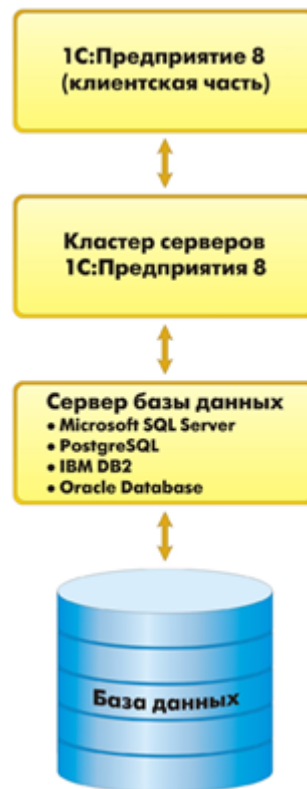 1С:Предприятие 8
(клиентская часть)
Кластер серверов
1С:Предприятия 8
Сервер базы данных
• Microsoft SQL Server
• PostgreSQL
• IBM DB2
• Oracle Database
База данных